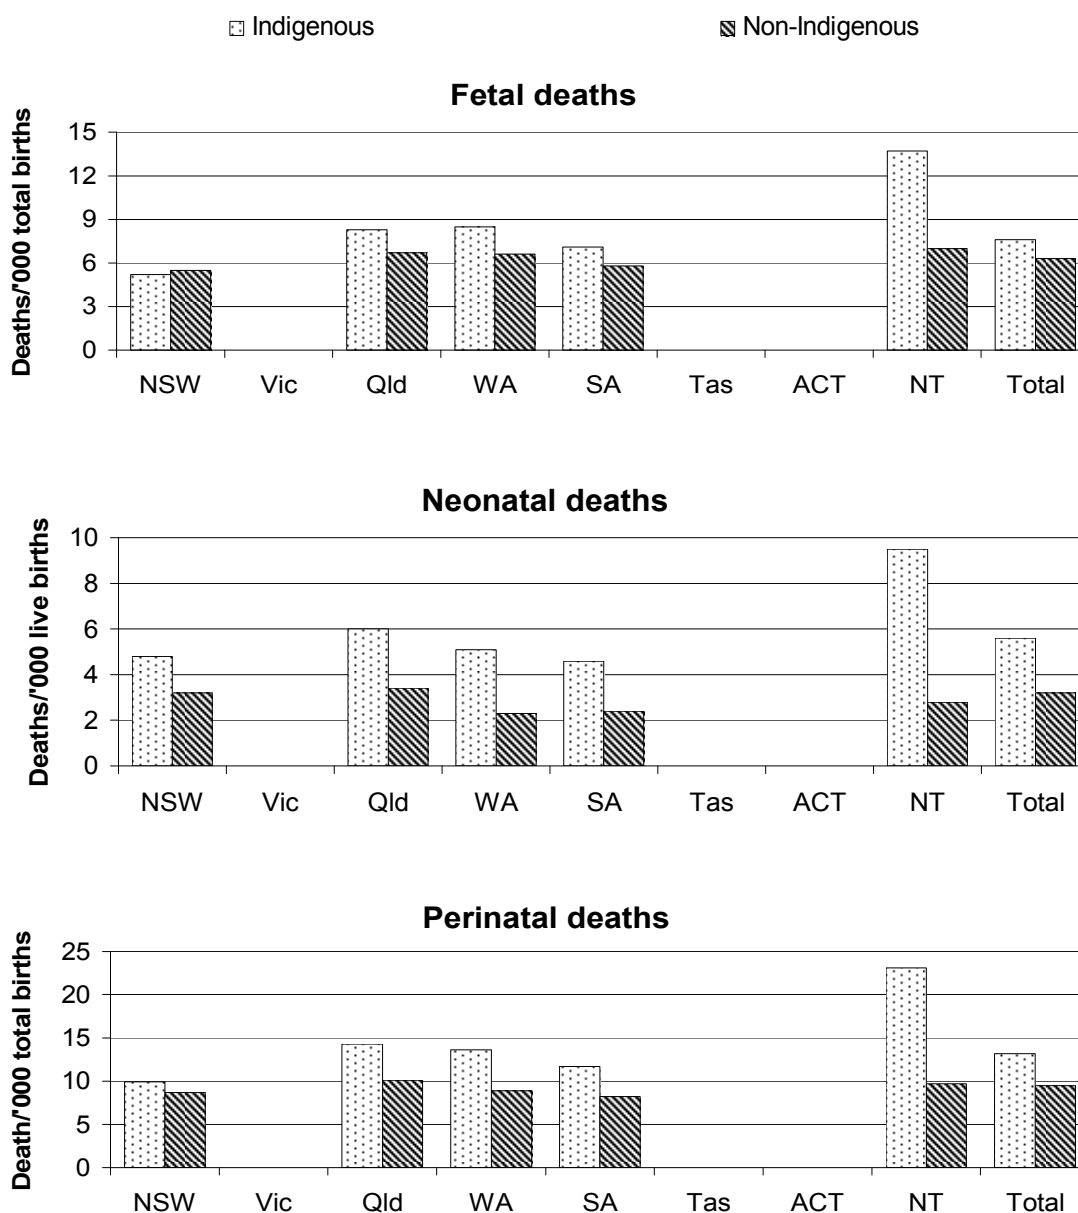 Indigenous Non-Indigenous
Fetal deaths
Deaths/'000 total births
15
12
9
6
3
0
NSW Vic Qld WA SA Tas ACT NT Total
Neonatal deaths
Deaths/'000 live births
10
8
6
4
2
0
NSW Vic Qld WA SA Tas ACT NT Total
Perinatal deaths
Death/'000 total births
25
20
15
10
5
0
NSW Vic Qld WA SA Tas ACT NT Total